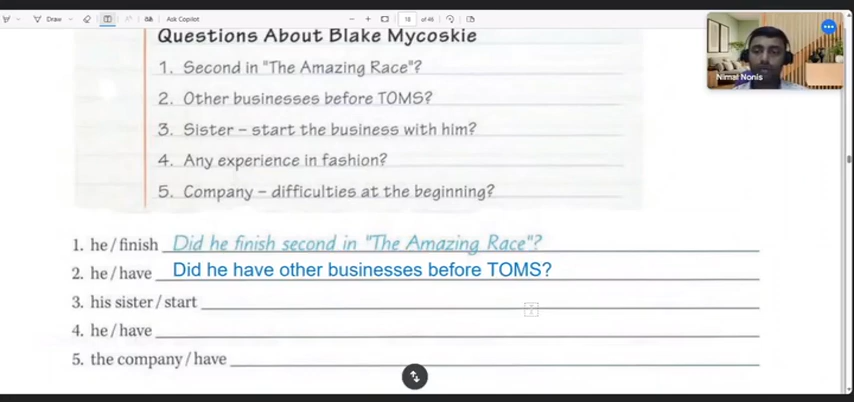 Draw
Ask Copilot
18 of 46
Nimal Nonis
Questions About Blake Mycoskie
1. Second in "The Amazing Race"?
2. Other businesses before TOMS?
3. Sister – start the business with him?
4. Any experience in fashion?
5. Company – difficulties at the beginning?
1. he / finish Did he finish second in "The Amazing Race"?
2. he / have Did he have other businesses before TOMS?
3. his sister / start
4. he / have
5. the company / have